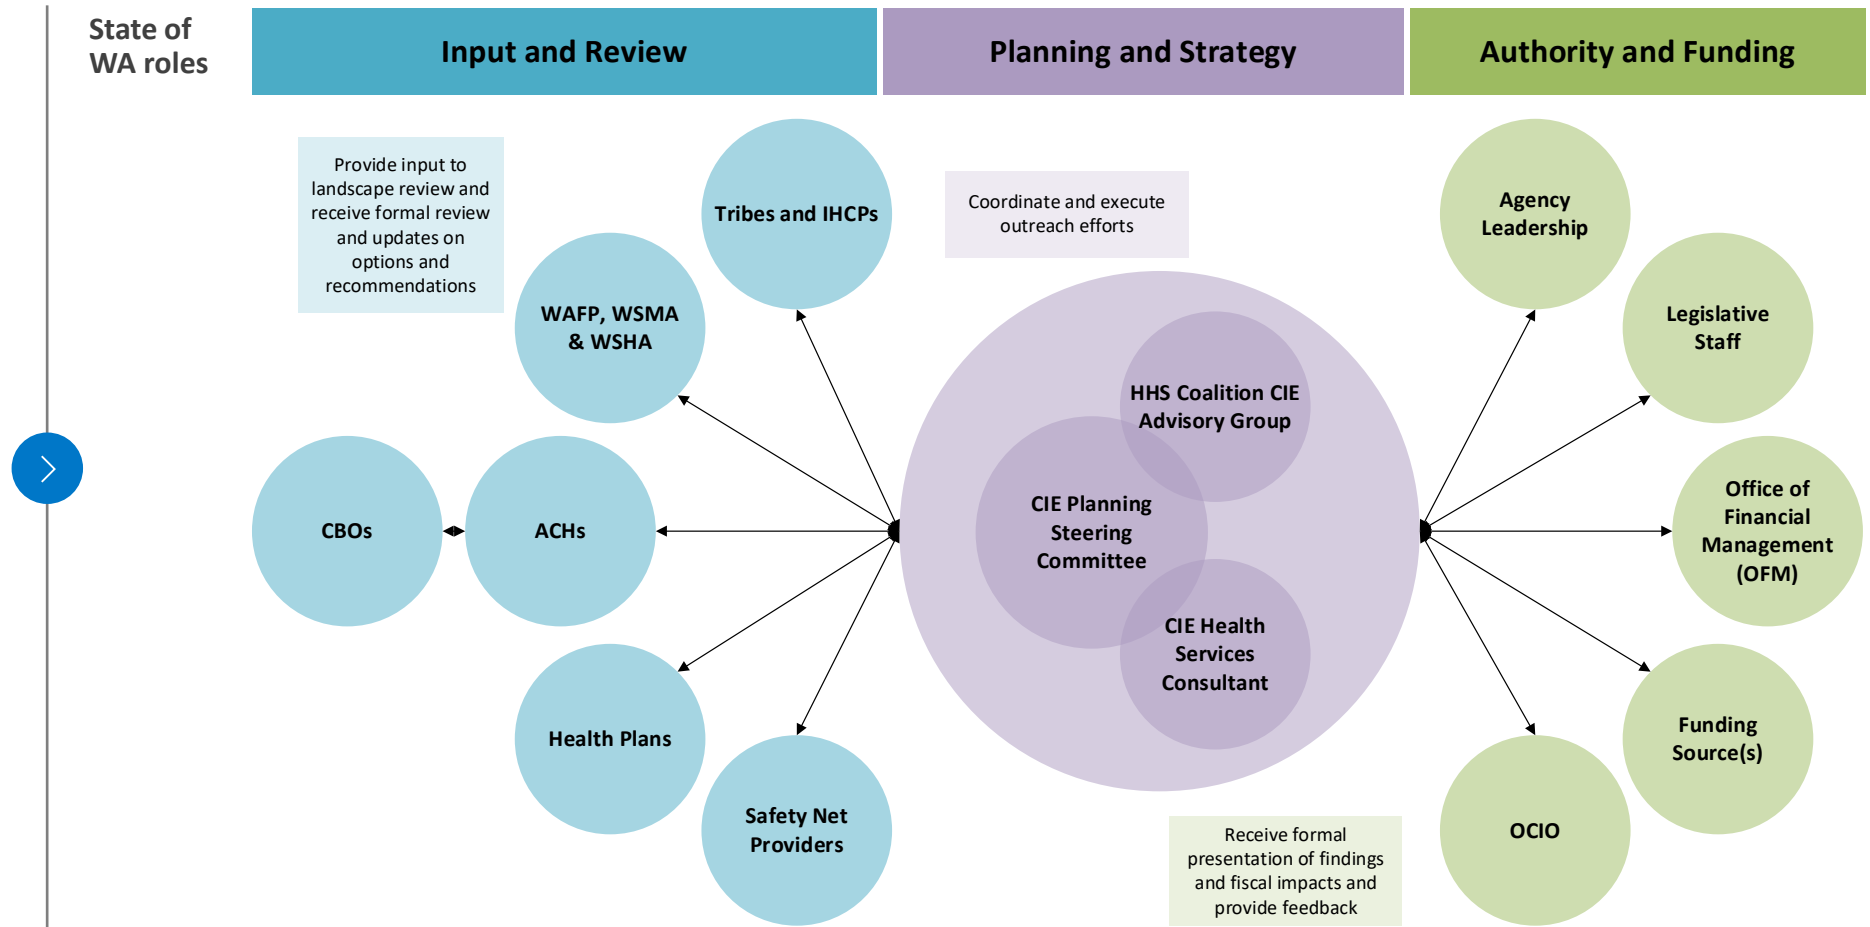 State of
WA roles
Input and Review
Planning and Strategy
Authority and Funding
Provide input to
landscape review and
receive formal review
and updates on
options and
recommendations
Tribes and IHCPs
WAFP, WSMA
& WSHA
CBOs
ACHs
Health Plans
Safety Net
Providers
Coordinate and execute
outreach efforts
HHS Coalition CIE
Advisory Group
CIE Planning
Steering
Committee
CIE Health
Services
Consultant
Receive formal
presentation of findings
and fiscal impacts and
provide feedback
Agency
Leadership
Legislative
Staff
Office of
Financial
Management
(OFM)
Funding
Source(s)
OCIO